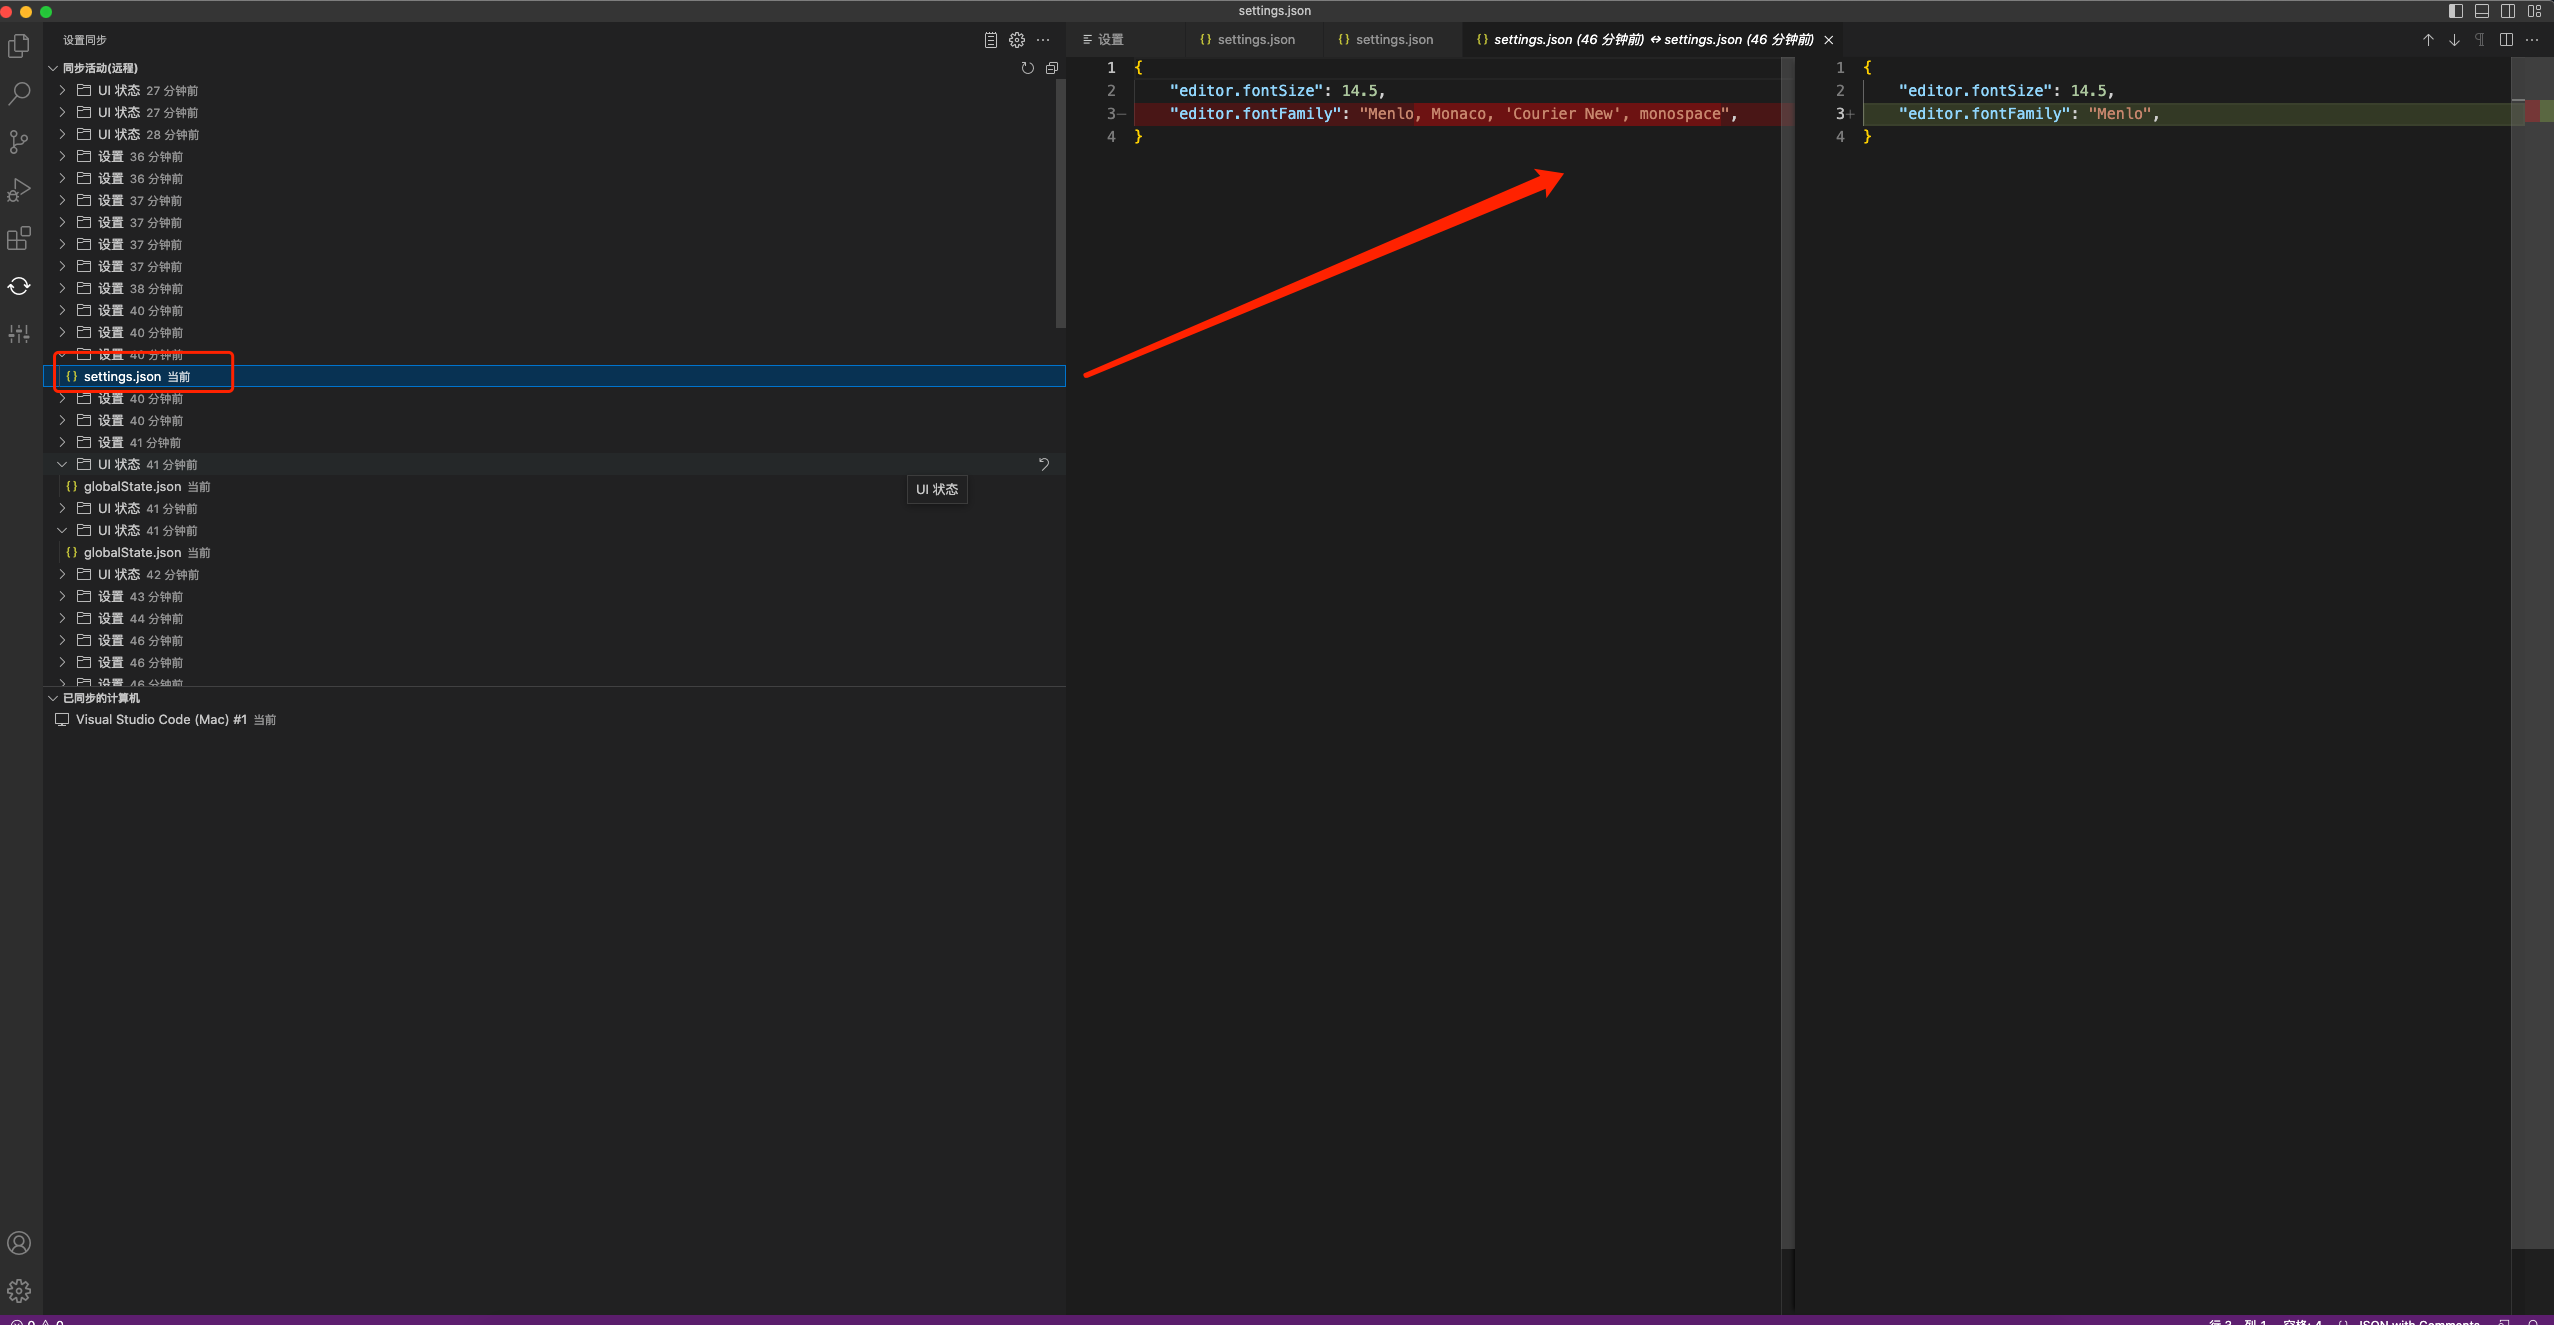 settings.json
设置同步
同步活动(远程)
UI 状态 27 分钟前
UI 状态 27 分钟前
UI 状态 28 分钟前
设置 36 分钟前
设置 36 分钟前
设置 37 分钟前
设置 37 分钟前
设置 37 分钟前
设置 37 分钟前
设置 38 分钟前
设置 40 分钟前
设置 40 分钟前
设置 40 分钟前
settings.json 当前
设置 40 分钟前
设置 40 分钟前
设置 41 分钟前
UI 状态 41 分钟前
UI 状态
globalState.json 当前
UI 状态 41 分钟前
UI 状态 41 分钟前
globalState.json 当前
UI 状态 42 分钟前
设置 43 分钟前
设置 44 分钟前
设置 46 分钟前
设置 46 分钟前
设置 46 分钟前
已同步的计算机
Visual Studio Code (Mac) #1 当前
设置
{} settings.json
{} settings.json
{} settings.json (46 分钟前) ↔ settings.json (46 分钟前)
1 {
2 "editor.fontSize": 14.5,
3− "editor.fontFamily": "Menlo, Monaco, 'Courier New', monospace",
4 }
1 {
2 "editor.fontSize": 14.5,
3+ "editor.fontFamily": "Menlo",
4 }
0 0
空格: 4 {} JSON with Comments